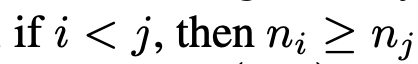 if i < j, then nᵢ ≥ nⱼ